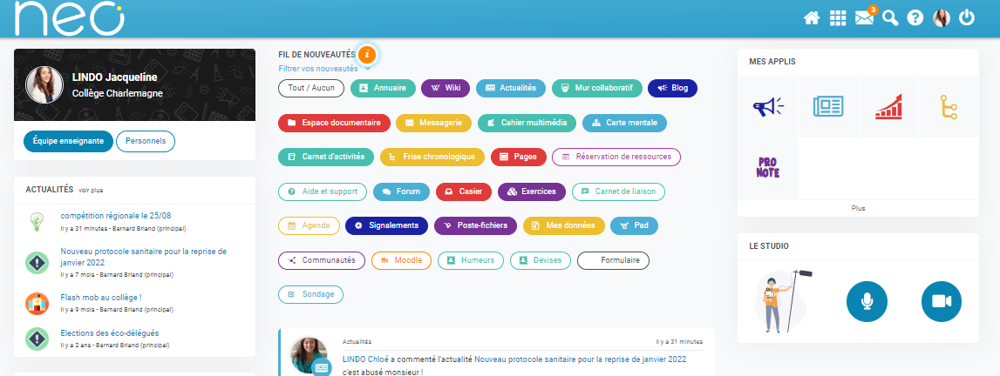 neo
3
LINDO Jacqueline
Collège Charlemagne
Équipe enseignante
Personnels
ACTUALITÉS voir plus
compétition régionale le 25/08
Il y a 31 minutes - Bernard Briand (principal)
Nouveau protocole sanitaire pour la reprise de
janvier 2022
Il y a 7 mois - Bernard Briand (principal)
Flash mob au collège !
Il y a 9 mois - Bernard Briand (principal)
Elections des éco-délégués
Il y a 2 ans - Bernard Briand (principal)
FIL DE NOUVEAUTÉS i
Filtrer vos nouveautés
Tout / Aucun Annuaire Wiki Actualités Mur collaboratif Blog
Espace documentaire Messagerie Cahier multimédia Carte mentale
Carnet d'activités Frise chronologique Pages Réservation de ressources
Aide et support Forum Casier Exercices Carnet de liaison
Agenda Signalements Poste-fichiers Mes données Pad
Communautés Moodle Humeurs Devises Formulaire
Sondage
Actualités Il y a 31 minutes
LINDO Chloé a commenté l'actualité Nouveau protocole sanitaire pour la reprise de janvier 2022
c'est abusé monsieur !
MES APPLIS
PRO
NOTE
Plus
LE STUDIO